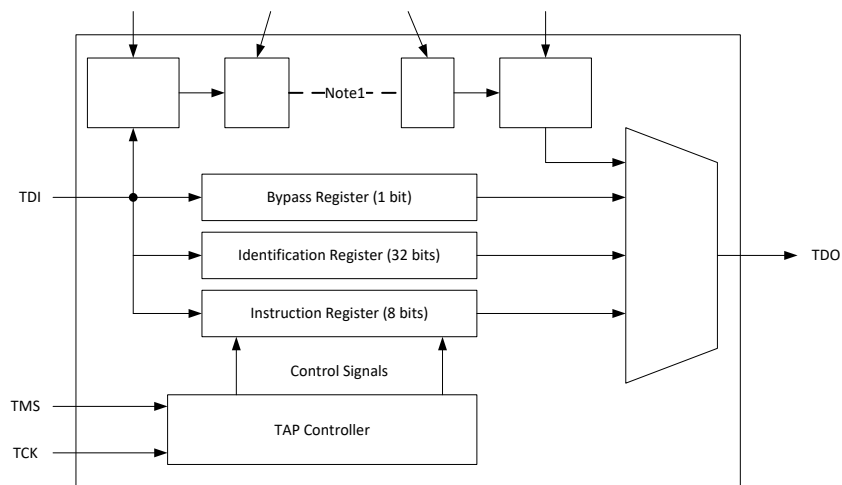 Note1
TDI
Bypass Register (1 bit)
Identification Register (32 bits)
TDO
Instruction Register (8 bits)
Control Signals
TMS
TAP Controller
TCK